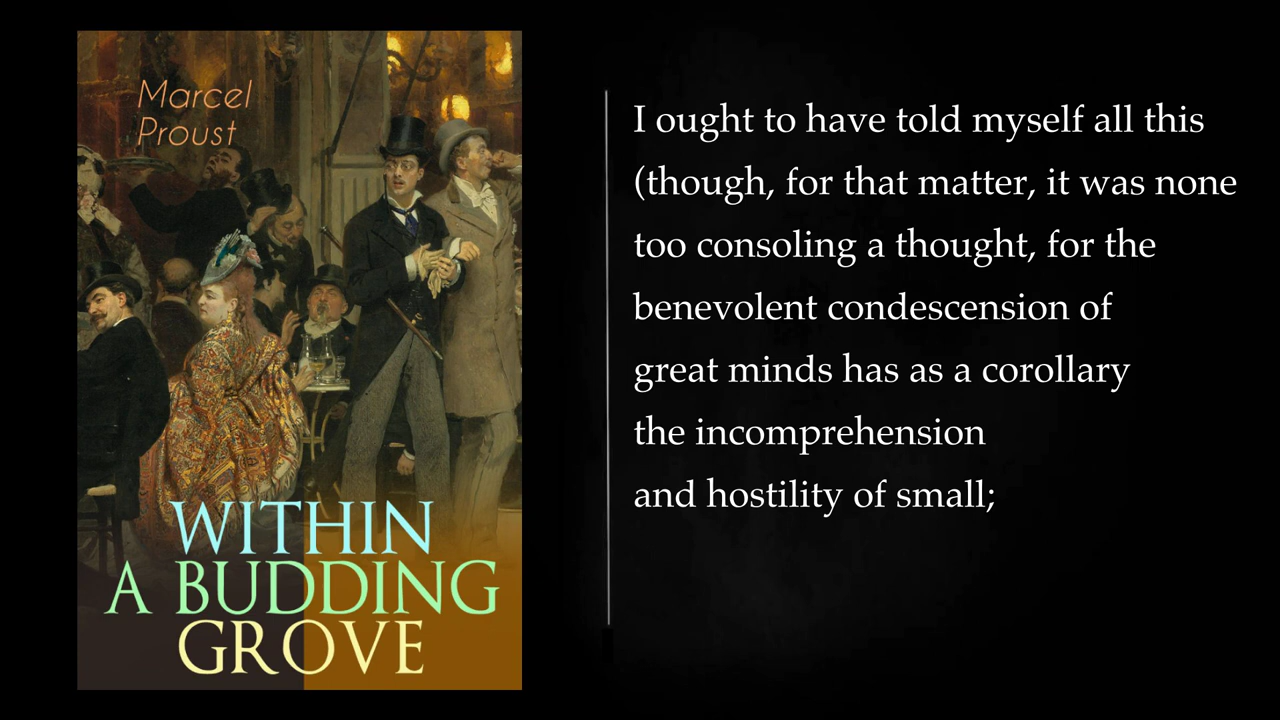 Marcel
Proust
WITHIN
A BUDDING
GROVE
I ought to have told myself all this
(though, for that matter, it was none
too consoling a thought, for the
benevolent condescension of
great minds has as a corollary
the incomprehension
and hostility of small;